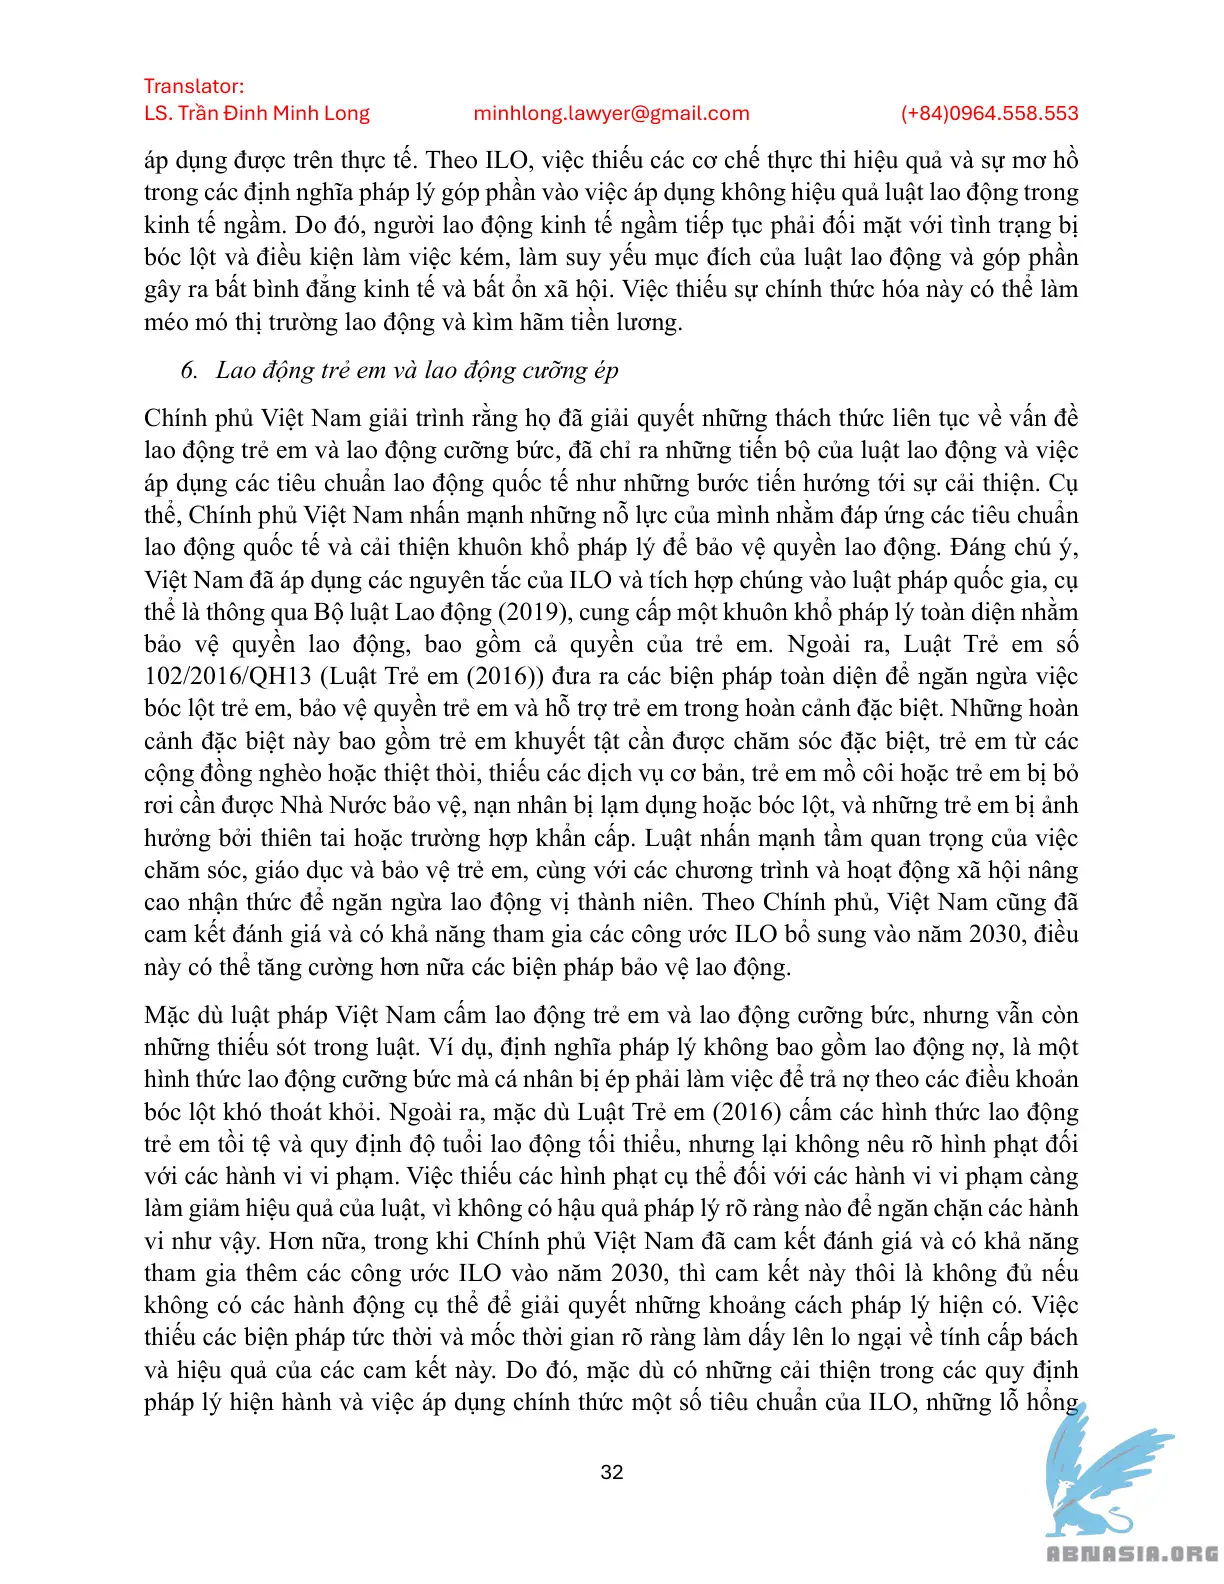 Translator:
LS. Trần Đinh Minh Long minhlong.lawyer@gmail.com (+84)0964.558.553
áp dụng được trên thực tế. Theo ILO, việc thiếu các cơ chế thực thi hiệu quả và sự mơ hồ
trong các định nghĩa pháp lý góp phần vào việc áp dụng không hiệu quả luật lao động trong
kinh tế ngầm. Do đó, người lao động kinh tế ngầm tiếp tục phải đối mặt với tình trạng bị
bóc lột và điều kiện làm việc kém, làm suy yếu mục đích của luật lao động và góp phần
gây ra bất bình đẳng kinh tế và bất ổn xã hội. Việc thiếu sự chính thức hóa này có thể làm
méo mó thị trường lao động và kìm hãm tiền lương.
6. Lao động trẻ em và lao động cưỡng ép
Chính phủ Việt Nam giải trình rằng họ đã giải quyết những thách thức liên tục về vấn đề
lao động trẻ em và lao động cưỡng bức, đã chỉ ra những tiến bộ của luật lao động và việc
áp dụng các tiêu chuẩn lao động quốc tế như những bước tiến hướng tới sự cải thiện. Cụ
thể, Chính phủ Việt Nam nhấn mạnh những nỗ lực của mình nhằm đáp ứng các tiêu chuẩn
lao động quốc tế và cải thiện khuôn khổ pháp lý để bảo vệ quyền lao động. Đáng chú ý,
Việt Nam đã áp dụng các nguyên tắc của ILO và tích hợp chúng vào luật pháp quốc gia, cụ
thể là thông qua Bộ luật Lao động (2019), cung cấp một khuôn khổ pháp lý toàn diện nhằm
bảo vệ quyền lao động, bao gồm cả quyền của trẻ em. Ngoài ra, Luật Trẻ em số
102/2016/QH13 (Luật Trẻ em (2016)) đưa ra các biện pháp toàn diện để ngăn ngừa việc
bóc lột trẻ em, bảo vệ quyền trẻ em và hỗ trợ trẻ em trong hoàn cảnh đặc biệt. Những hoàn
cảnh đặc biệt này bao gồm trẻ em khuyết tật cần được chăm sóc đặc biệt, trẻ em từ các
cộng đồng nghèo hoặc thiệt thòi, thiếu các dịch vụ cơ bản, trẻ em mồ côi hoặc trẻ em bị bỏ
rơi cần được Nhà Nước bảo vệ, nạn nhân bị lạm dụng hoặc bóc lột, và những trẻ em bị ảnh
hưởng bởi thiên tai hoặc trường hợp khẩn cấp. Luật nhấn mạnh tầm quan trọng của việc
chăm sóc, giáo dục và bảo vệ trẻ em, cùng với các chương trình và hoạt động xã hội nâng
cao nhận thức để ngăn ngừa lao động vị thành niên. Theo Chính phủ, Việt Nam cũng đã
cam kết đánh giá và có khả năng tham gia các công ước ILO bổ sung vào năm 2030, điều
này có thể tăng cường hơn nữa các biện pháp bảo vệ lao động.
Mặc dù luật pháp Việt Nam cấm lao động trẻ em và lao động cưỡng bức, nhưng vẫn còn
những thiếu sót trong luật. Ví dụ, định nghĩa pháp lý không bao gồm lao động nợ, là một
hình thức lao động cưỡng bức mà cá nhân bị ép phải làm việc để trả nợ theo các điều khoản
bóc lột khó thoát khỏi. Ngoài ra, mặc dù Luật Trẻ em (2016) cấm các hình thức lao động
trẻ em tồi tệ và quy định độ tuổi lao động tối thiểu, nhưng lại không nêu rõ hình phạt đối
với các hành vi vi phạm. Việc thiếu các hình phạt cụ thể đối với các hành vi vi phạm càng
làm giảm hiệu quả của luật, vì không có hậu quả pháp lý rõ ràng nào để ngăn chặn các hành
vi như vậy. Hơn nữa, trong khi Chính phủ Việt Nam đã cam kết đánh giá và có khả năng
tham gia thêm các công ước ILO vào năm 2030, thì cam kết này thôi là không đủ nếu
không có các hành động cụ thể để giải quyết những khoảng cách pháp lý hiện có. Việc
thiếu các biện pháp tức thời và mốc thời gian rõ ràng làm dấy lên lo ngại về tính cấp bách
và hiệu quả của các cam kết này. Do đó, mặc dù có những cải thiện trong các quy định
pháp lý hiện hành và việc áp dụng chính thức một số tiêu chuẩn của ILO, những lỗ hổng
32
ABNASIA.ORG